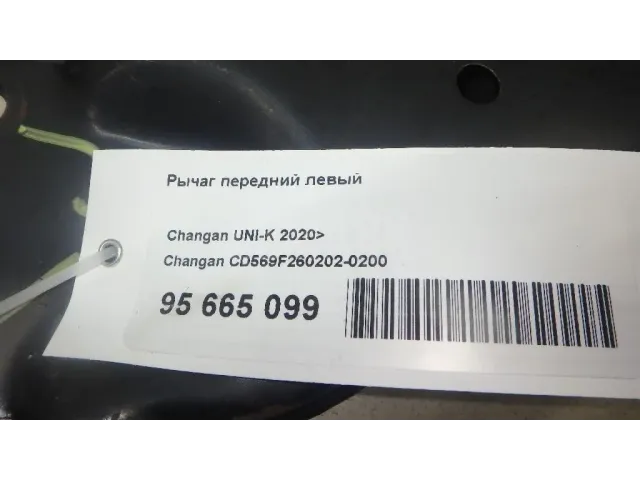 Рычаг передний левый
Changan UNI-K 2020>
Changan CD569F260202-0200
95 665 099